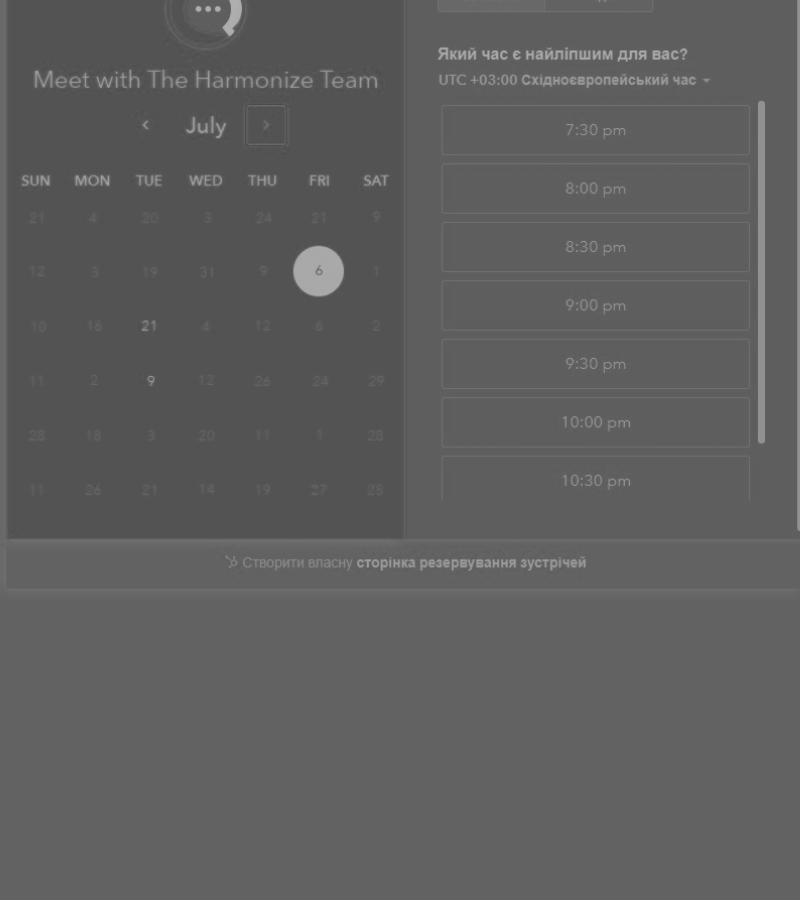 Meet with The Harmonize Team
July
SUN MON TUE WED THU FRI SAT
21 4 20 3 24 21 9
12 3 19 31 9 6 1
10 16 21 4 12 6 2
11 2 9 12 26 24 29
28 18 3 20 11 1 28
11 26 21 14 19 27 25
Який час є найліпшим для вас?
UTC +03:00 Східноєвропейський час
7:30 pm
8:00 pm
8:30 pm
9:00 pm
9:30 pm
10:00 pm
10:30 pm
Створити власну сторінка резервування зустрічей